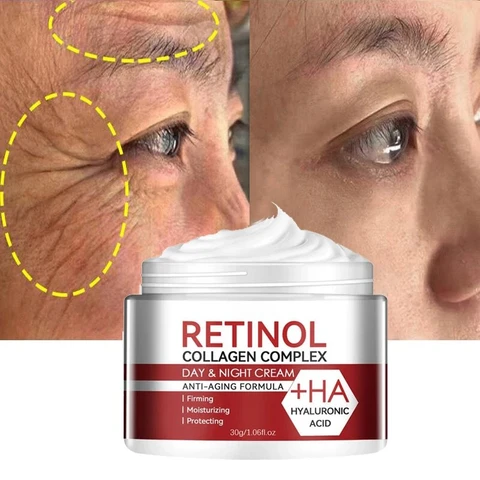 RETINOL
COLLAGEN COMPLEX
DAY & NIGHT CREAM
ANTI-AGING FORMULA
+HA
HYALURONIC
ACID
| Firming
| Moisturizing
| Protecting
30g/1.06fl.oz